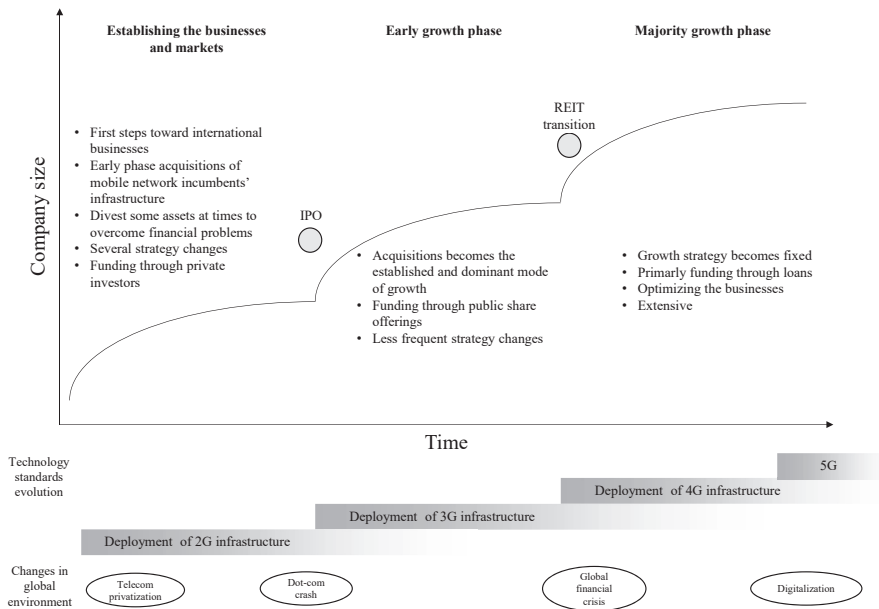 Establishing the businesses
and markets
Early growth phase
Majority growth phase
Company size
• First steps toward international
businesses
• Early phase acquisitions of
mobile network incumbents’
infrastructure
• Divest some assets at times to
overcome financial problems
• Several strategy changes
• Funding through private
investors
IPO
• Acquisitions becomes the
established and dominant mode
of growth
• Funding through public share
offerings
• Less frequent strategy changes
REIT
transition
• Growth strategy becomes fixed
• Primarly funding through loans
• Optimizing the businesses
• Extensive
Time
Technology
standards
evolution
5G
Deployment of 4G infrastructure
Deployment of 3G infrastructure
Deployment of 2G infrastructure
Changes in
global
environment
Telecom
privatization
Dot-com
crash
Global
financial
crisis
Digitalization